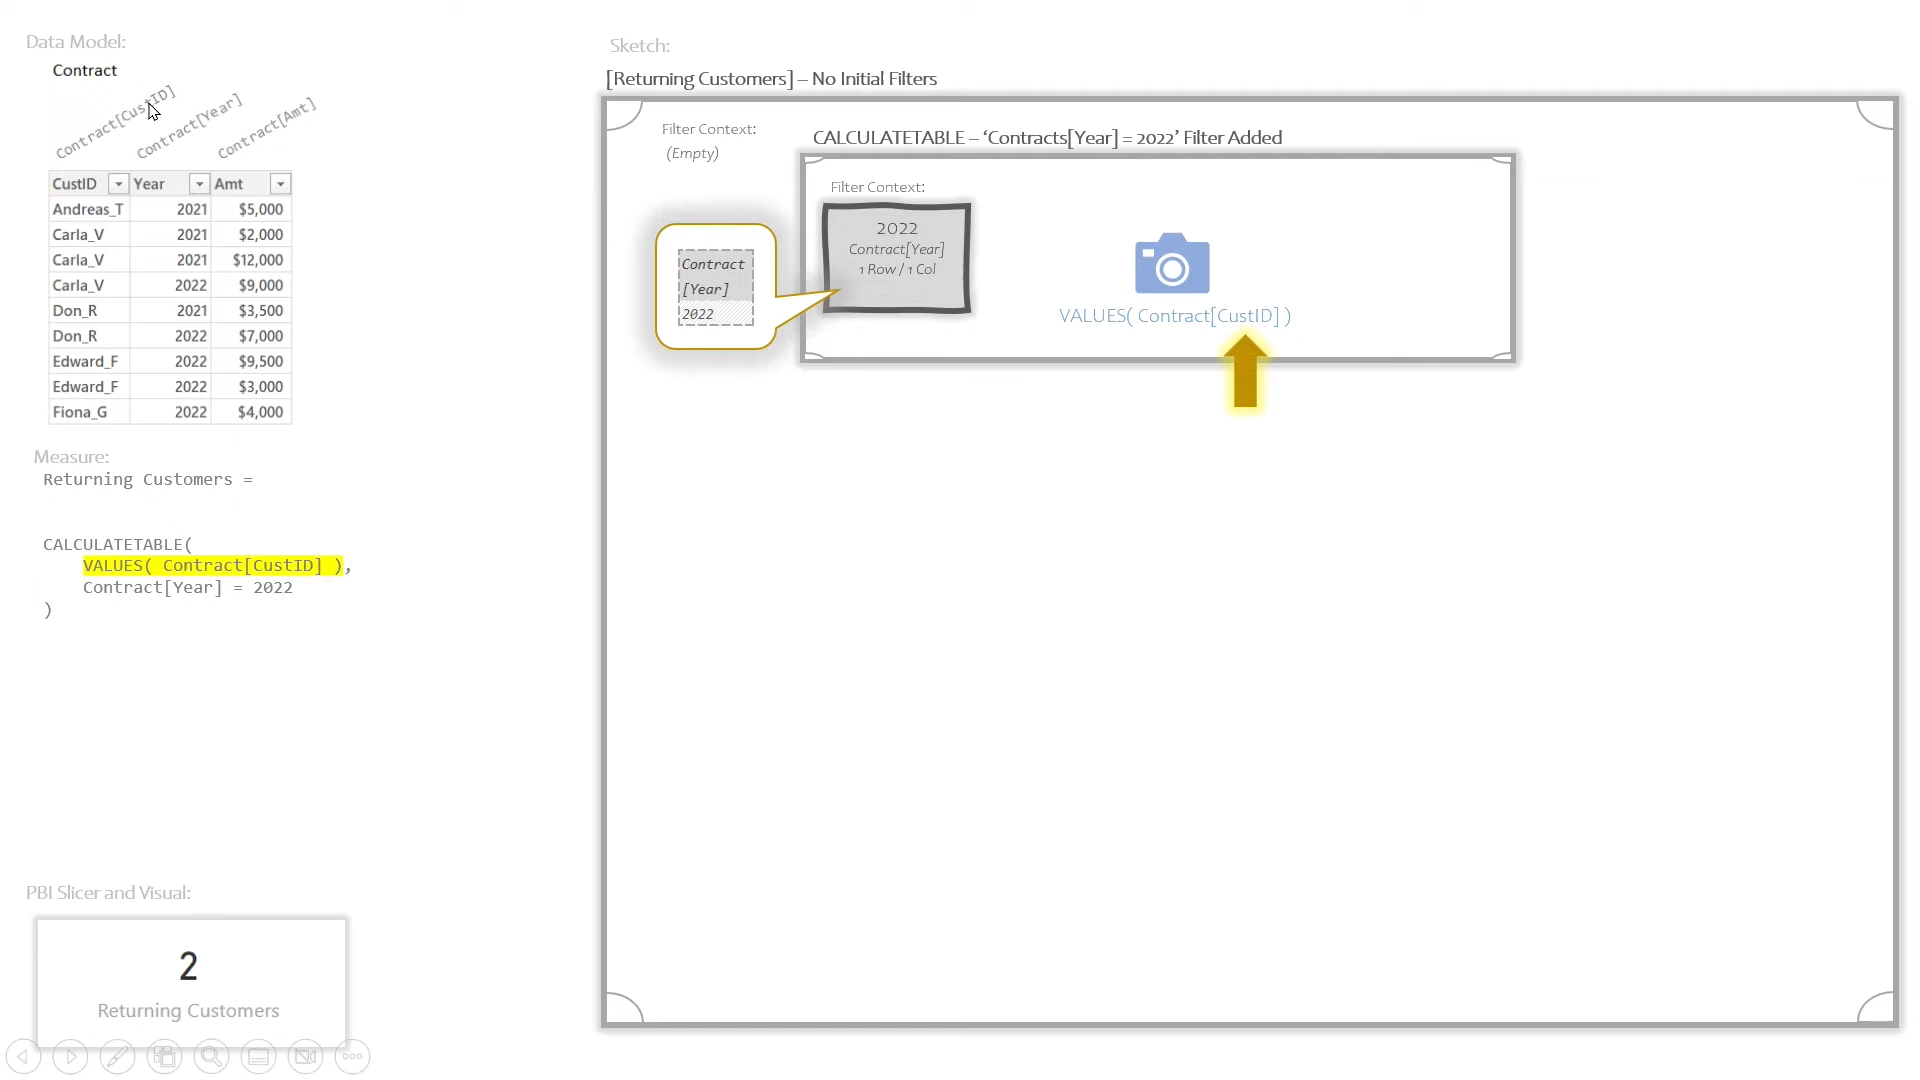 Data Model:
Contract
Contract[CustID]
Contract[Year]
Contract[Amt]
CustID Year Amt
Andreas_T 2021 $5,000
Carla_V 2021 $2,000
Carla_V 2021 $12,000
Carla_V 2022 $9,000
Don_R 2021 $3,500
Don_R 2022 $7,000
Edward_F 2022 $9,500
Edward_F 2022 $3,000
Fiona_G 2022 $4,000
Measure:
Returning Customers =
CALCULATETABLE(
VALUES( Contract[CustID] ),
Contract[Year] = 2022
)
PBI Slicer and Visual:
2
Returning Customers
Sketch:
[Returning Customers] – No Initial Filters
Filter Context:
(Empty)
CALCULATETABLE – ‘Contracts[Year] = 2022’ Filter Added
Filter Context:
2022
Contract[Year]
1 Row / 1 Col
Contract
[Year]
2022
VALUES( Contract[CustID] )